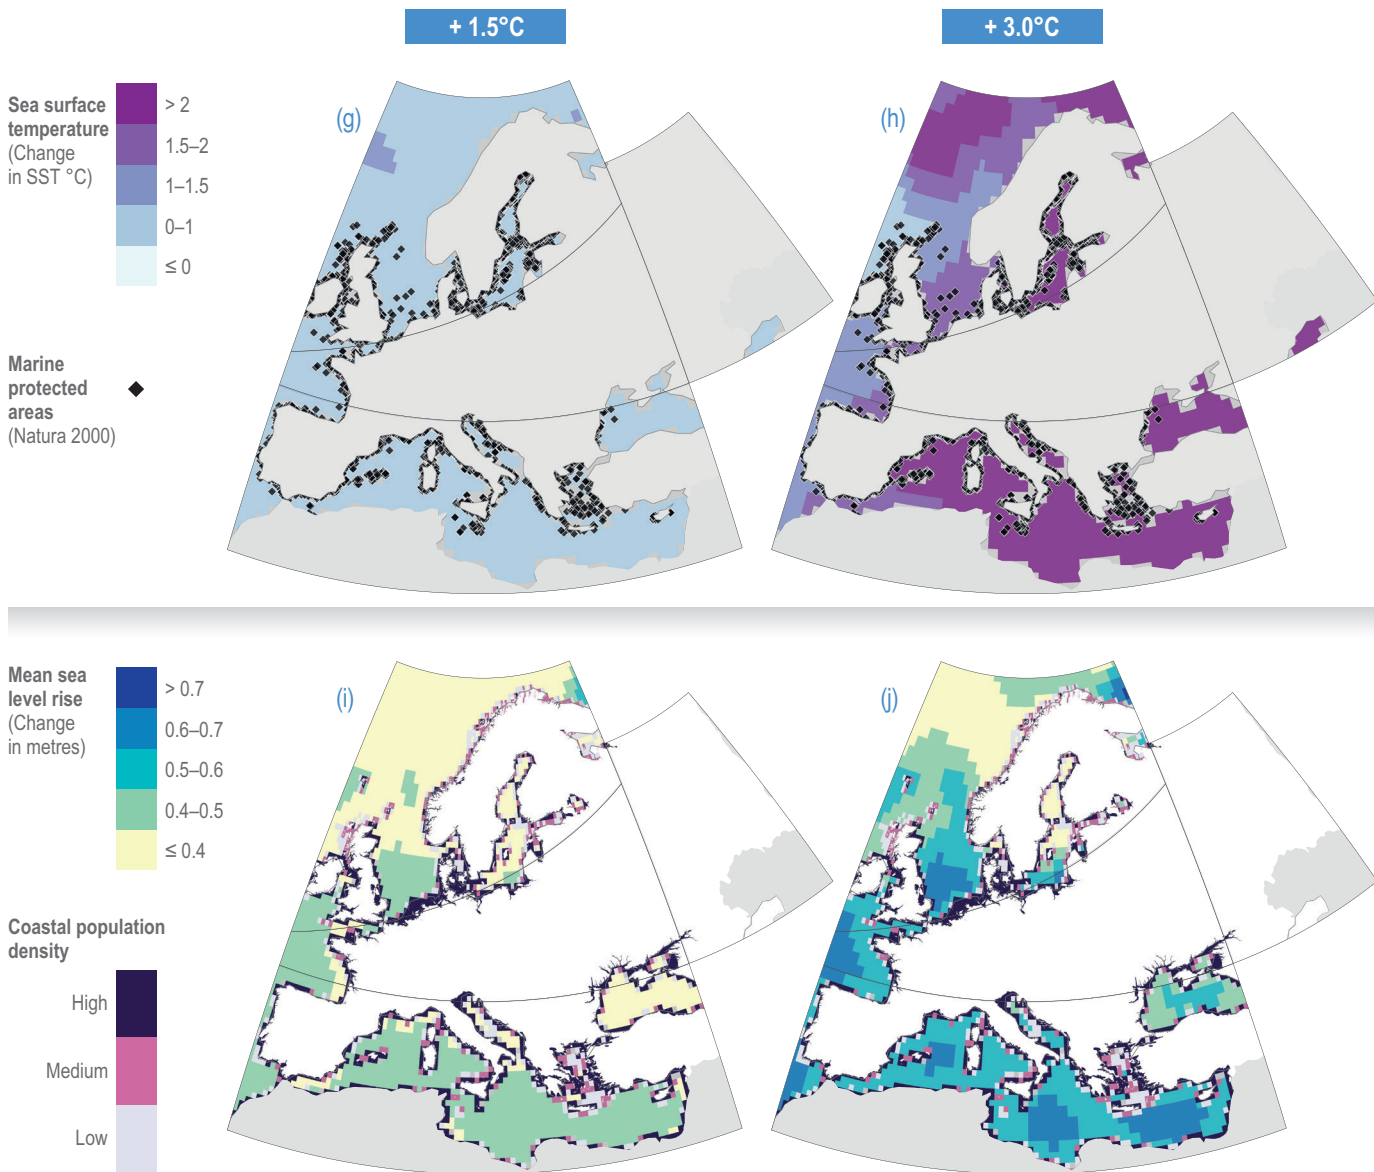 + 1.5°C
+ 3.0°C
Sea surface
temperature
(Change
in SST °C)
> 2
1.5–2
1–1.5
0–1
≤ 0
(g)
(h)
Marine
protected
areas
(Natura 2000)
Mean sea
level rise
(Change
in metres)
> 0.7
0.6–0.7
0.5–0.6
0.4–0.5
≤ 0.4
(i)
(j)
Coastal population
density
High
Medium
Low